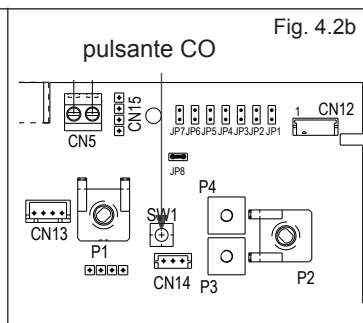 Fig. 4.2b
pulsante CO
CN5
CN15
JP7 JP6 JP5 JP4 JP3 JP2 JP1
1
CN12
JP8
P4
SW1
CN13
P1
CN14
P3
P2